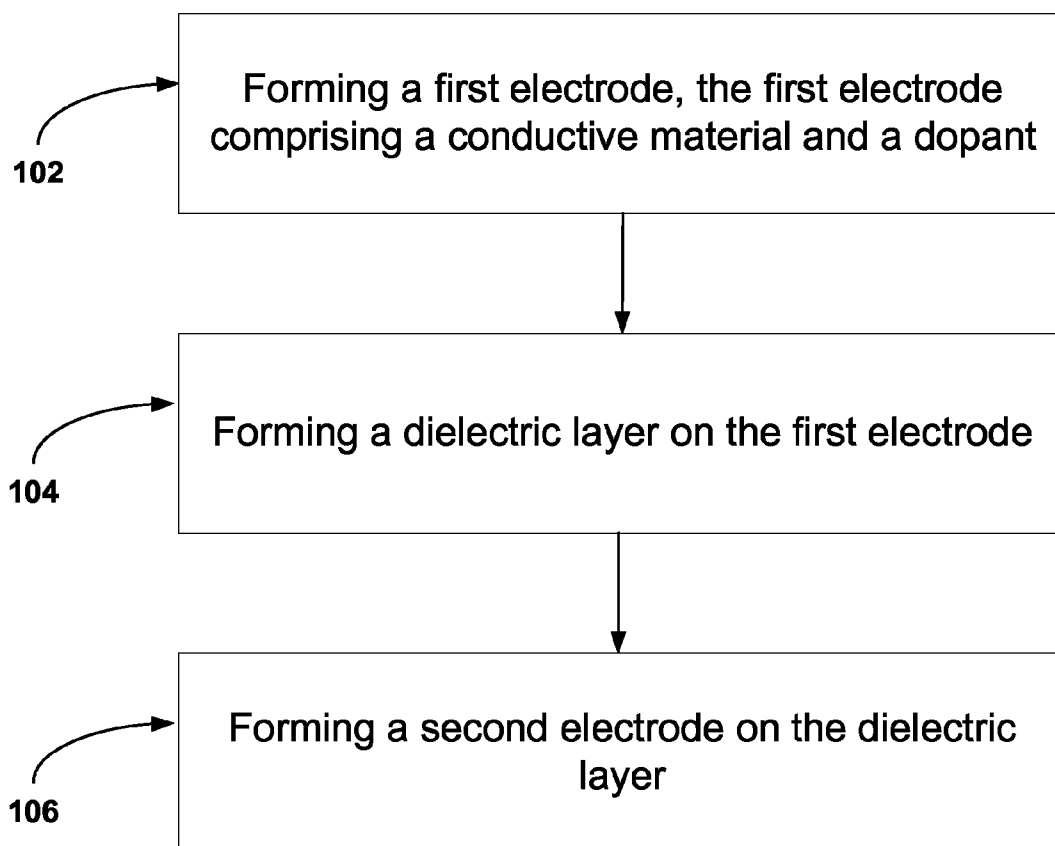 Forming a first electrode, the first electrode
comprising a conductive material and a dopant
102
Forming a dielectric layer on the first electrode
104
Forming a second electrode on the dielectric
layer
106